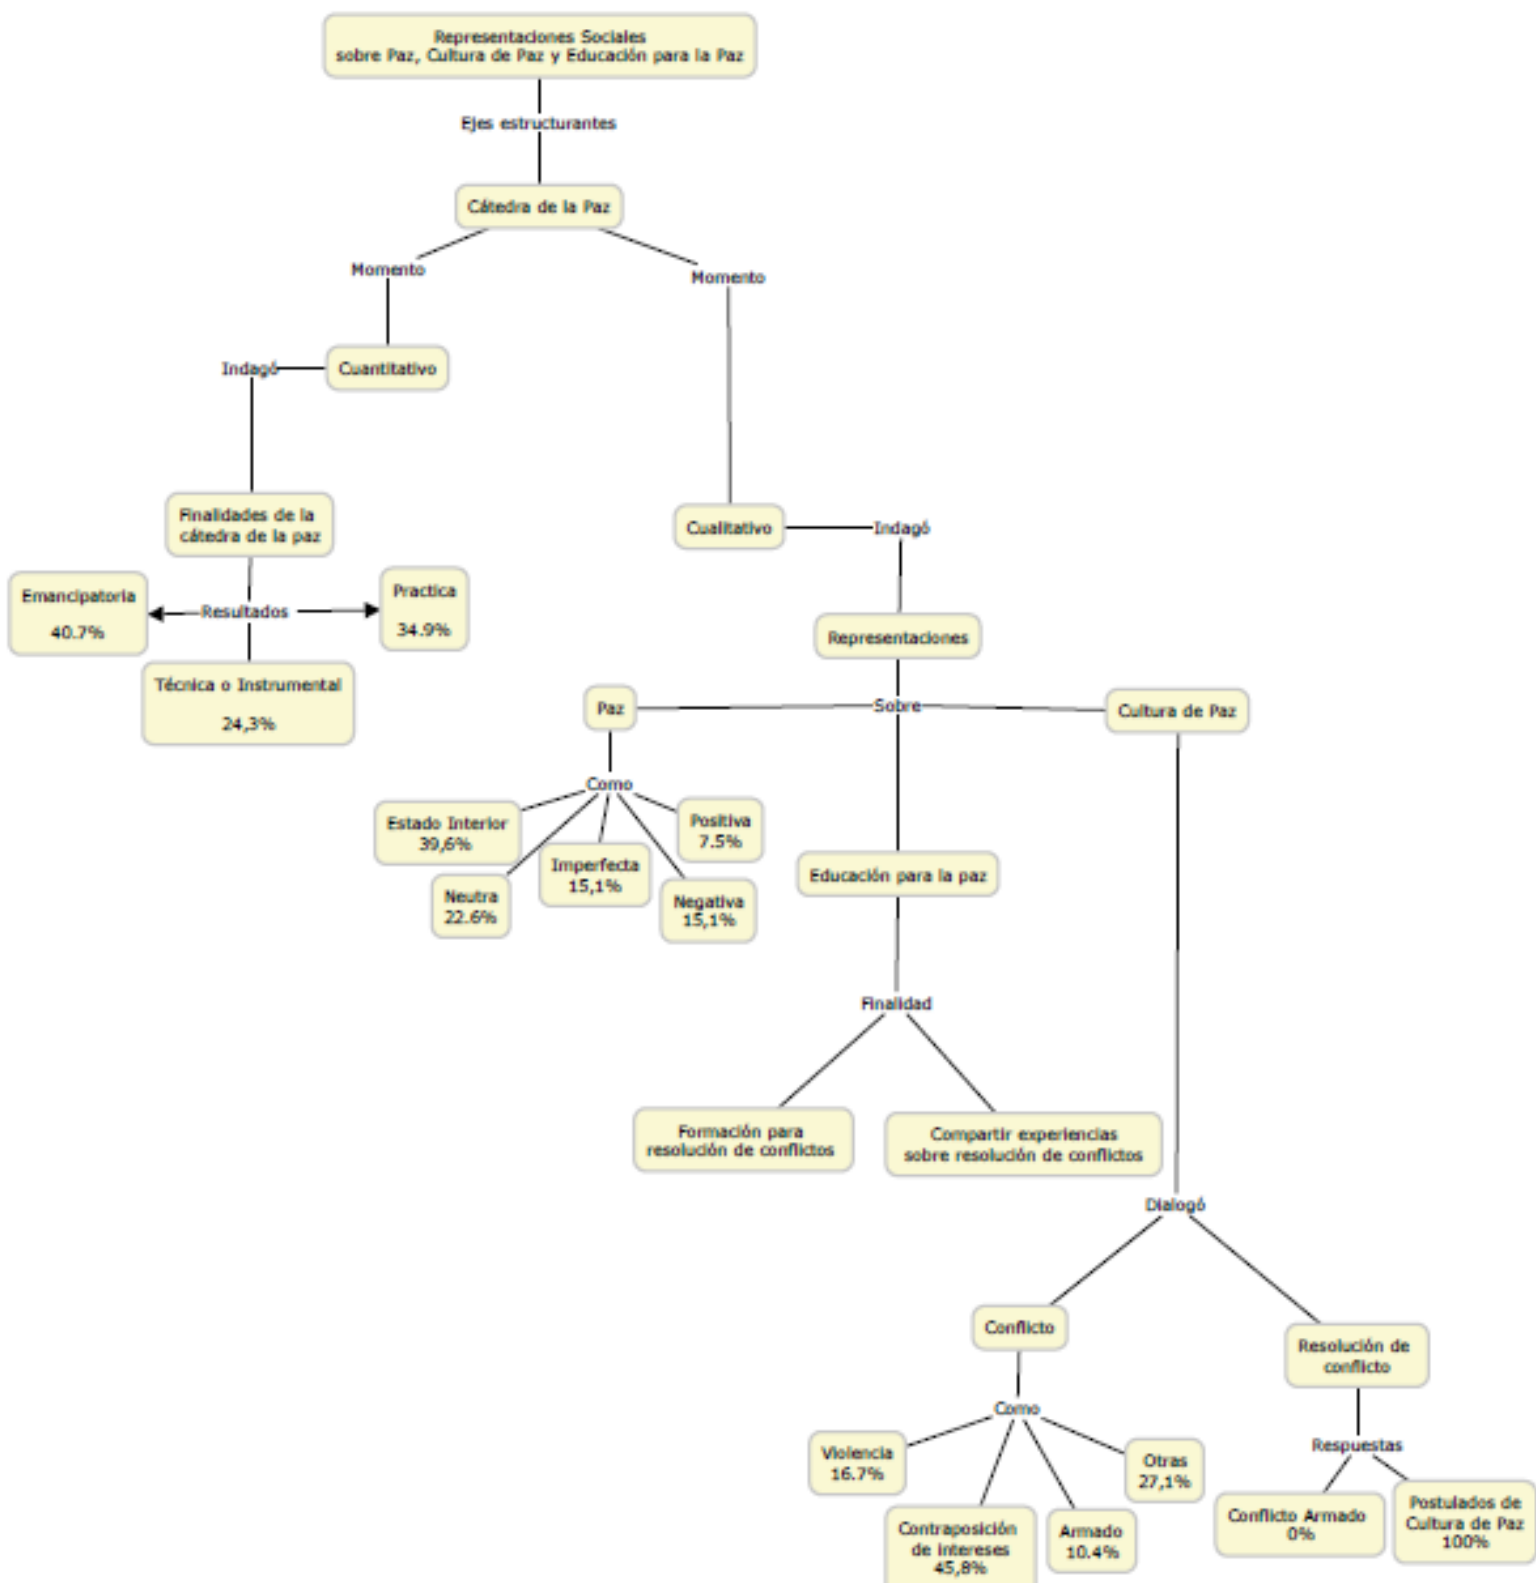 Representaciones Sociales
sobre Paz, Cultura de Paz y Educación para la Paz
Ejes estructurantes
Cátedra de la Paz
Momento
Momento
Indagó
Cuantitativo
Finalidades de la
cátedra de la paz
Cualitativo
Indagó
Emancipatoria
40.7%
Resultados
Practica
34.9%
Técnica o Instrumental
24,3%
Representaciones
Paz
Sobre
Cultura de Paz
Como
Estado Interior
39,6%
Neutra
22.6%
Imperfecta
15,1%
Negativa
15,1%
Positiva
7.5%
Educación para la paz
Finalidad
Formación para
resolución de conflictos
Compartir experiencias
sobre resolución de conflictos
Dialogó
Conflicto
Como
Violencia
16.7%
Contraposición
de intereses
45,8%
Armado
10.4%
Otras
27,1%
Resolución de
conflicto
Respuestas
Conflicto Armado
0%
Postulados de
Cultura de Paz
100%